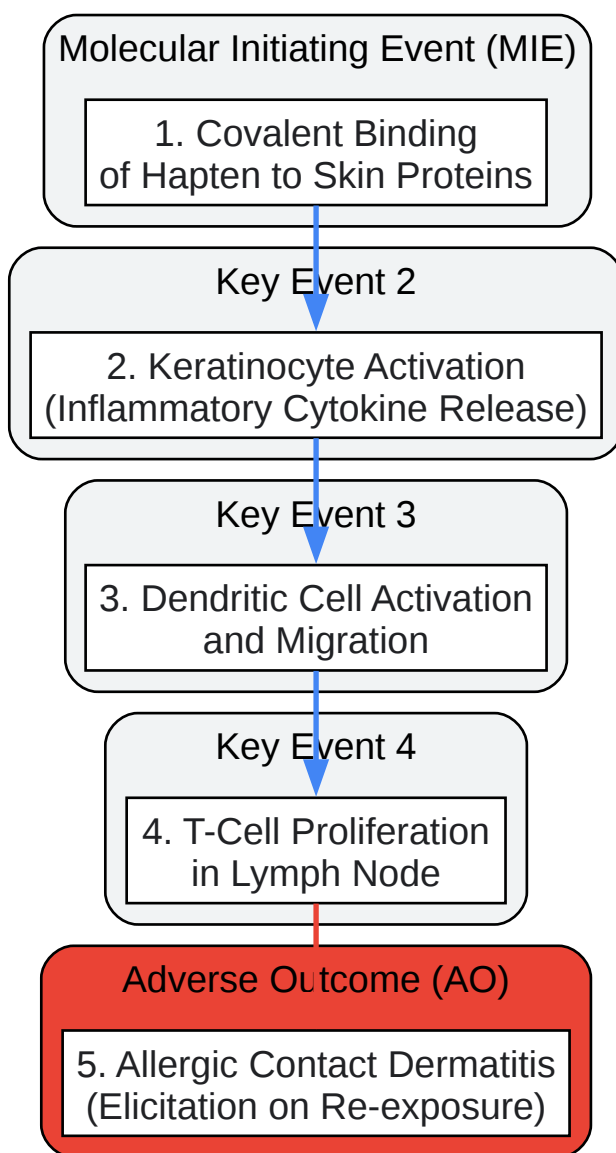 Molecular Initiating Event (MIE)
1. Covalent Binding
of Hapten to Skin Proteins
Key Event 2
2. Keratinocyte Activation
(Inflammatory Cytokine Release)
Key Event 3
3. Dendritic Cell Activation
and Migration
Key Event 4
4. T-Cell Proliferation
in Lymph Node
Adverse Outcome (AO)
5. Allergic Contact Dermatitis
(Elicitation on Re-exposure)